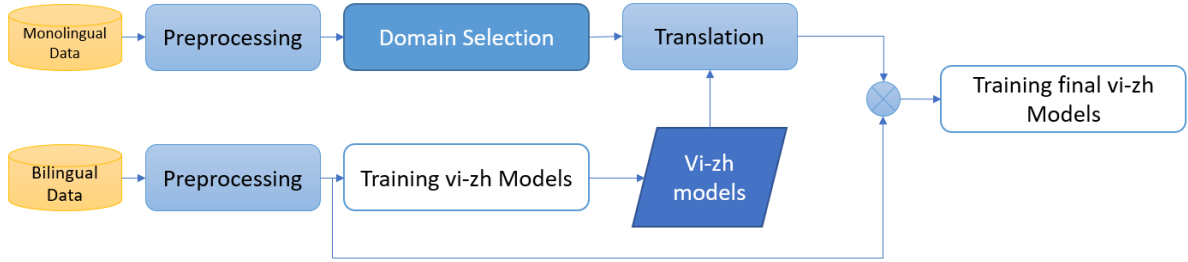 Monolingual
Data
Preprocessing
Domain Selection
Translation
Training final vi-zh
Models
Bilingual
Data
Preprocessing
Training vi-zh Models
Vi-zh
models